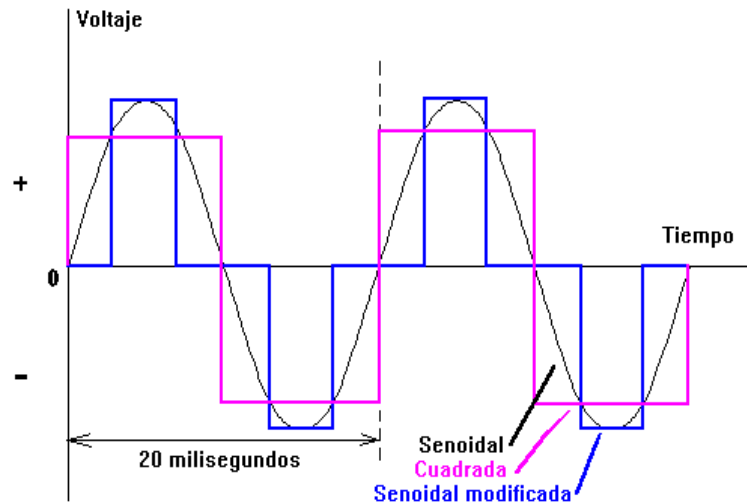 Voltaje
+
Tiempo
0
-
20 milisegundos
Senoidal
Cuadrada
Senoidal modificada